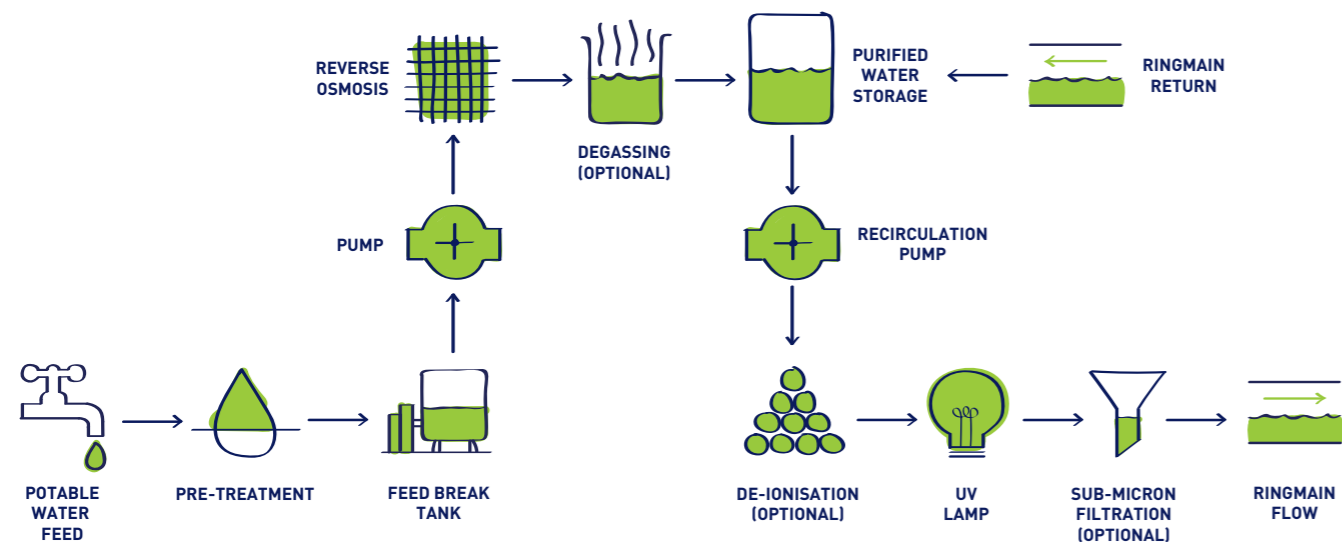 REVERSE
OSMOSIS
DEGASSING
(OPTIONAL)
PURIFIED
WATER
STORAGE
RINGMAIN
RETURN
PUMP
RECIRCULATION
PUMP
POTABLE
WATER
FEED
PRE-TREATMENT
FEED BREAK
TANK
DE-IONISATION
(OPTIONAL)
UV
LAMP
SUB-MICRON
FILTRATION
(OPTIONAL)
RINGMAIN
FLOW